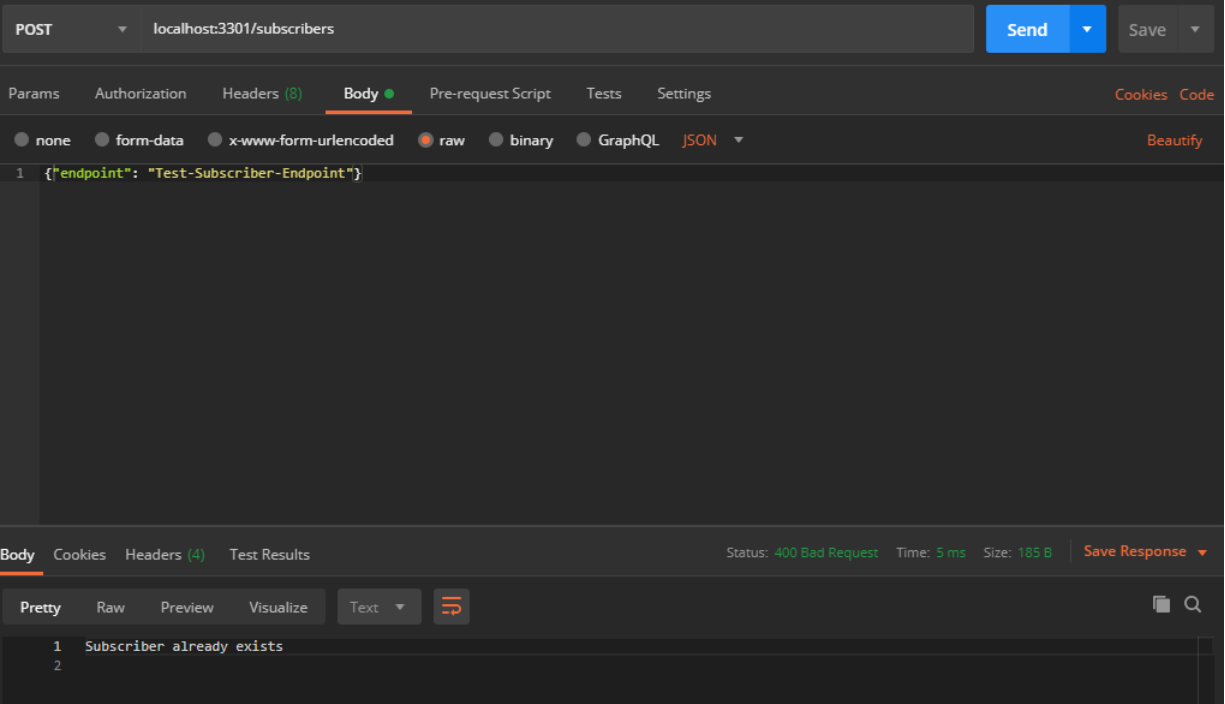 POST localhost:3301/subscribers Send Save
Params Authorization Headers (8) Body Pre-request Script Tests Settings Cookies Code
none form-data x-www-form-urlencoded raw binary GraphQL JSON Beautify
1 {"endpoint": "Test-Subscriber-Endpoint"}
Body Cookies Headers (4) Test Results Status: 400 Bad Request Time: 5 ms Size: 185 B Save Response
Pretty Raw Preview Visualize Text
1 Subscriber already exists
2